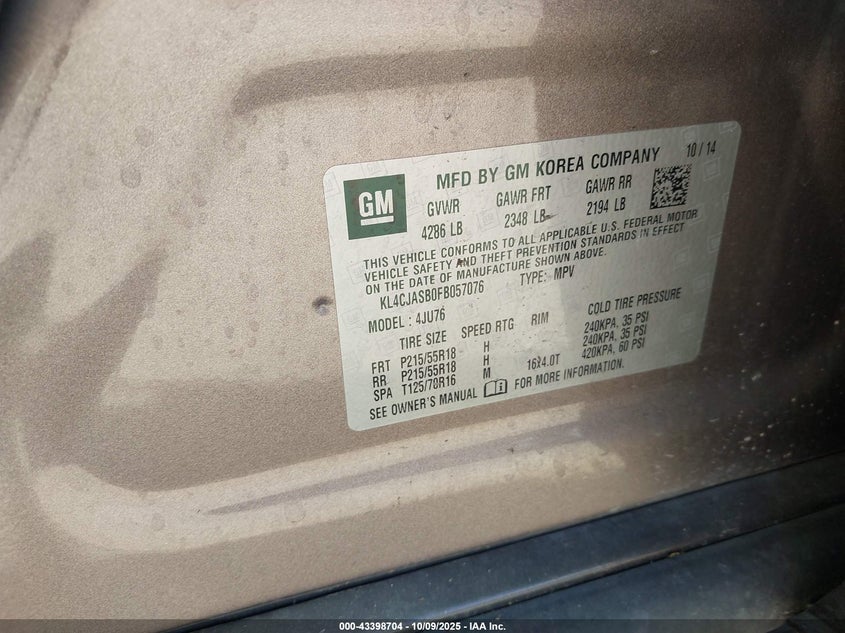 GM
MFD BY GM KOREA COMPANY 10 / 14
GVWR GAWR FRT GAWR RR
4286 LB 2348 LB 2194 LB
THIS VEHICLE CONFORMS TO ALL APPLICABLE U.S. FEDERAL MOTOR
VEHICLE SAFETY AND THEFT PREVENTION STANDARDS IN EFFECT
ON THE DATE OF MANUFACTURE SHOWN ABOVE.
KL4CJASB0FB057076 TYPE: MPV
MODEL : 4JU76
TIRE SIZE SPEED RTG RIM COLD TIRE PRESSURE
FRT P215/55R18 H 240KPA, 35 PSI
RR P215/55R18 H 240KPA, 35 PSI
SPA T125/70R16 M 16X4.0T 420KPA, 60 PSI
SEE OWNER'S MANUAL FOR MORE INFORMATION.
000-43398704 - 10/09/2025 - IAA Inc.